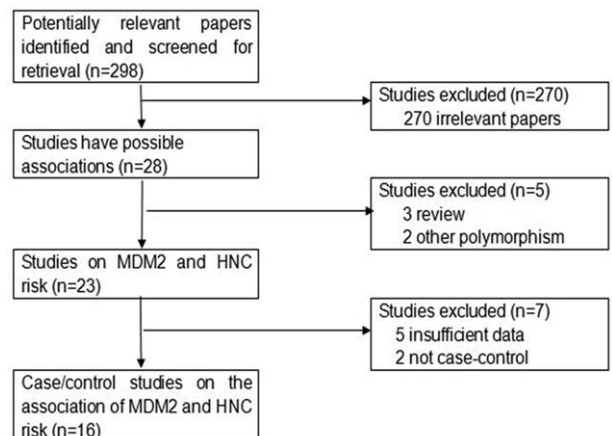 Potentially relevant papers
identified and screened for
retrieval (n=298)
Studies excluded (n=270)
270 irrelevant papers
Studies have possible
associations (n=28)
Studies excluded (n=5)
3 review
2 other polymorphism
Studies on MDM2 and HNC
risk (n=23)
Studies excluded (n=7)
5 insufficient data
2 not case-control
Case/control studies on the
association of MDM2 and HNC
risk (n=16)